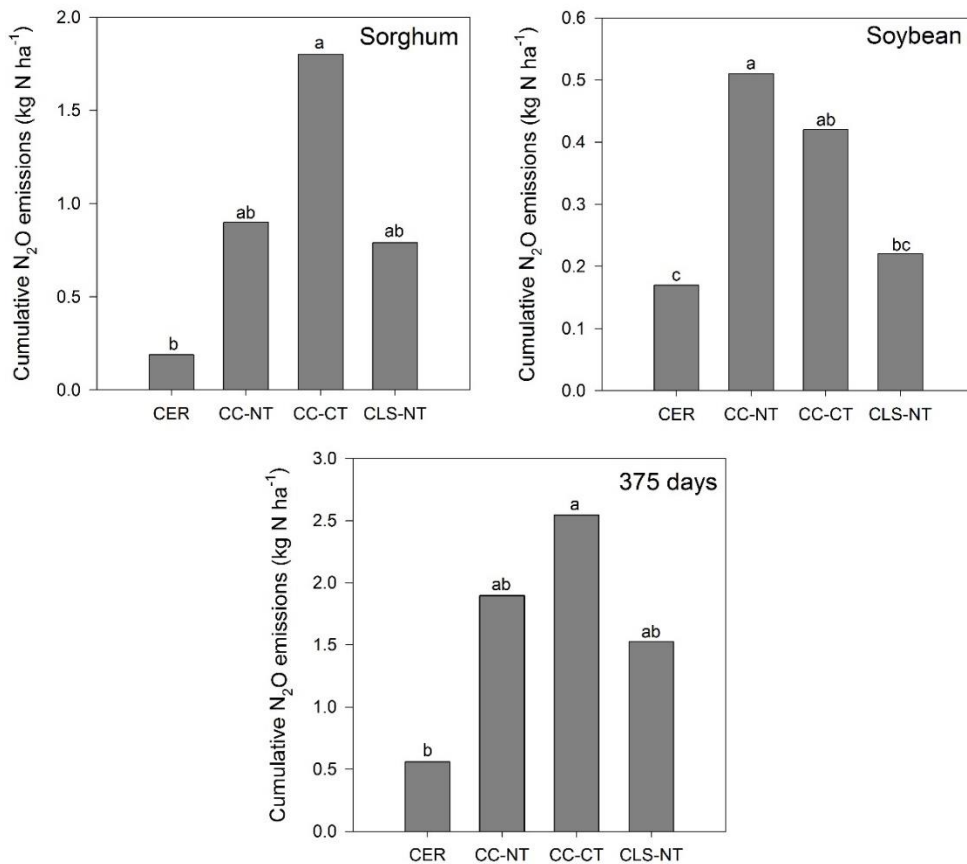 Sorghum
Cumulative N₂O emissions (kg N ha⁻¹)
2.0
1.5
1.0
0.5
0.0
b
ab
a
ab
CER
CC-NT
CC-CT
CLS-NT
Soybean
Cumulative N₂O emissions (kg N ha⁻¹)
0.6
0.5
0.4
0.3
0.2
0.1
0.0
c
a
ab
bc
CER
CC-NT
CC-CT
CLS-NT
375 days
Cumulative N₂O emissions (kg N ha⁻¹)
3.0
2.5
2.0
1.5
1.0
0.5
0.0
b
ab
a
ab
CER
CC-NT
CC-CT
CLS-NT